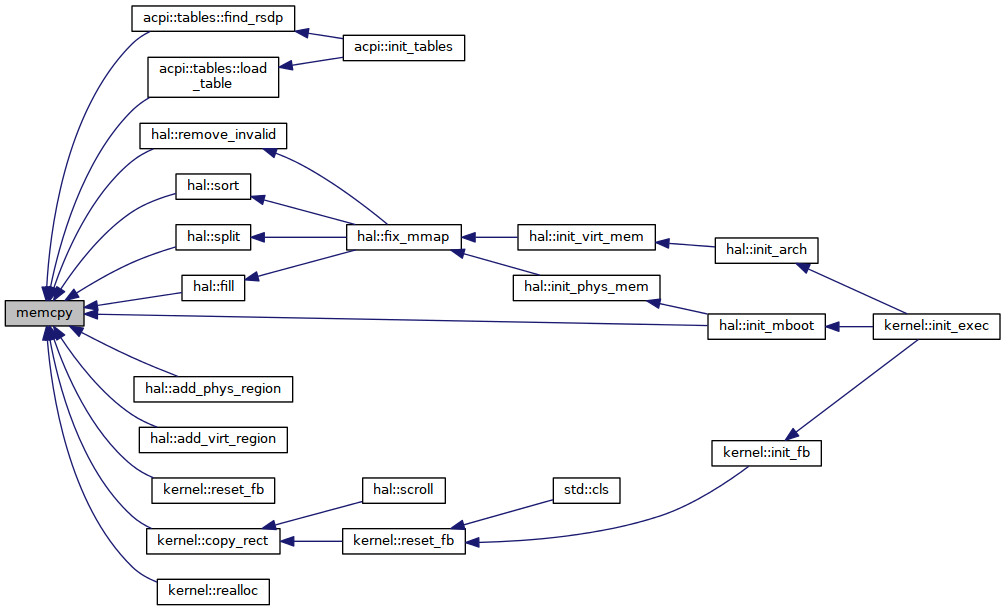 acpi::tables::find_rsdp
acpi::init_tables
acpi::tables::load
_table
hal::remove_invalid
hal::sort
hal::split
hal::fix_mmap
hal::init_virt_mem
hal::init_arch
hal::fill
hal::init_phys_mem
memcpy
hal::init_mboot
kernel::init_exec
hal::add_phys_region
hal::add_virt_region
kernel::init_fb
kernel::reset_fb
hal::scroll
std::cls
kernel::copy_rect
kernel::reset_fb
kernel::realloc